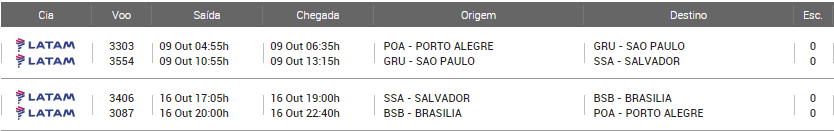 Cia Voo Saída Chegada Origem Destino Esc.
LATAM 3303 09 Out 04:55h 09 Out 06:35h POA - PORTO ALEGRE GRU - SAO PAULO 0
LATAM 3554 09 Out 10:55h 09 Out 13:15h GRU - SAO PAULO SSA - SALVADOR 0
LATAM 3406 16 Out 17:05h 16 Out 19:00h SSA - SALVADOR BSB - BRASILIA 0
LATAM 3087 16 Out 20:00h 16 Out 22:40h BSB - BRASILIA POA - PORTO ALEGRE 0